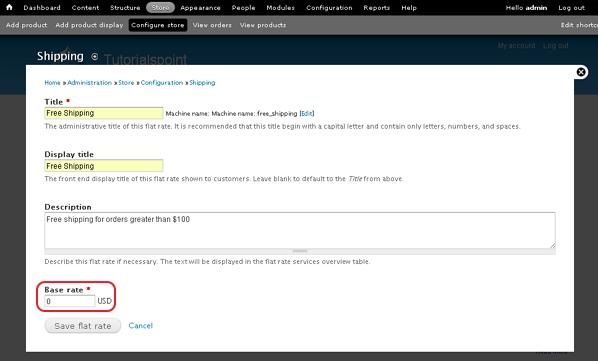 Dashboard Content Structure Store Appearance People Modules Configuration Reports Help Hello admin Log out
Add product Add product display Configure store View orders View products Edit shortc
My account Log out
Shipping
Tutorialspoint
Home » Administration » Store » Configuration » Shipping
Title *
Free Shipping Machine name: Machine name: free_shipping [Edit]
The administrative title of this flat rate. It is recommended that this title begin with a capital letter and contain only letters, numbers, and spaces.
Display title
Free Shipping
The front end display title of this flat rate shown to customers. Leave blank to default to the Title from above.
Description
Free shipping for orders greater than $100
Describe this flat rate if necessary. The text will be displayed in the flat rate services overview table.
Base rate *
0 USD
Save flat rate Cancel